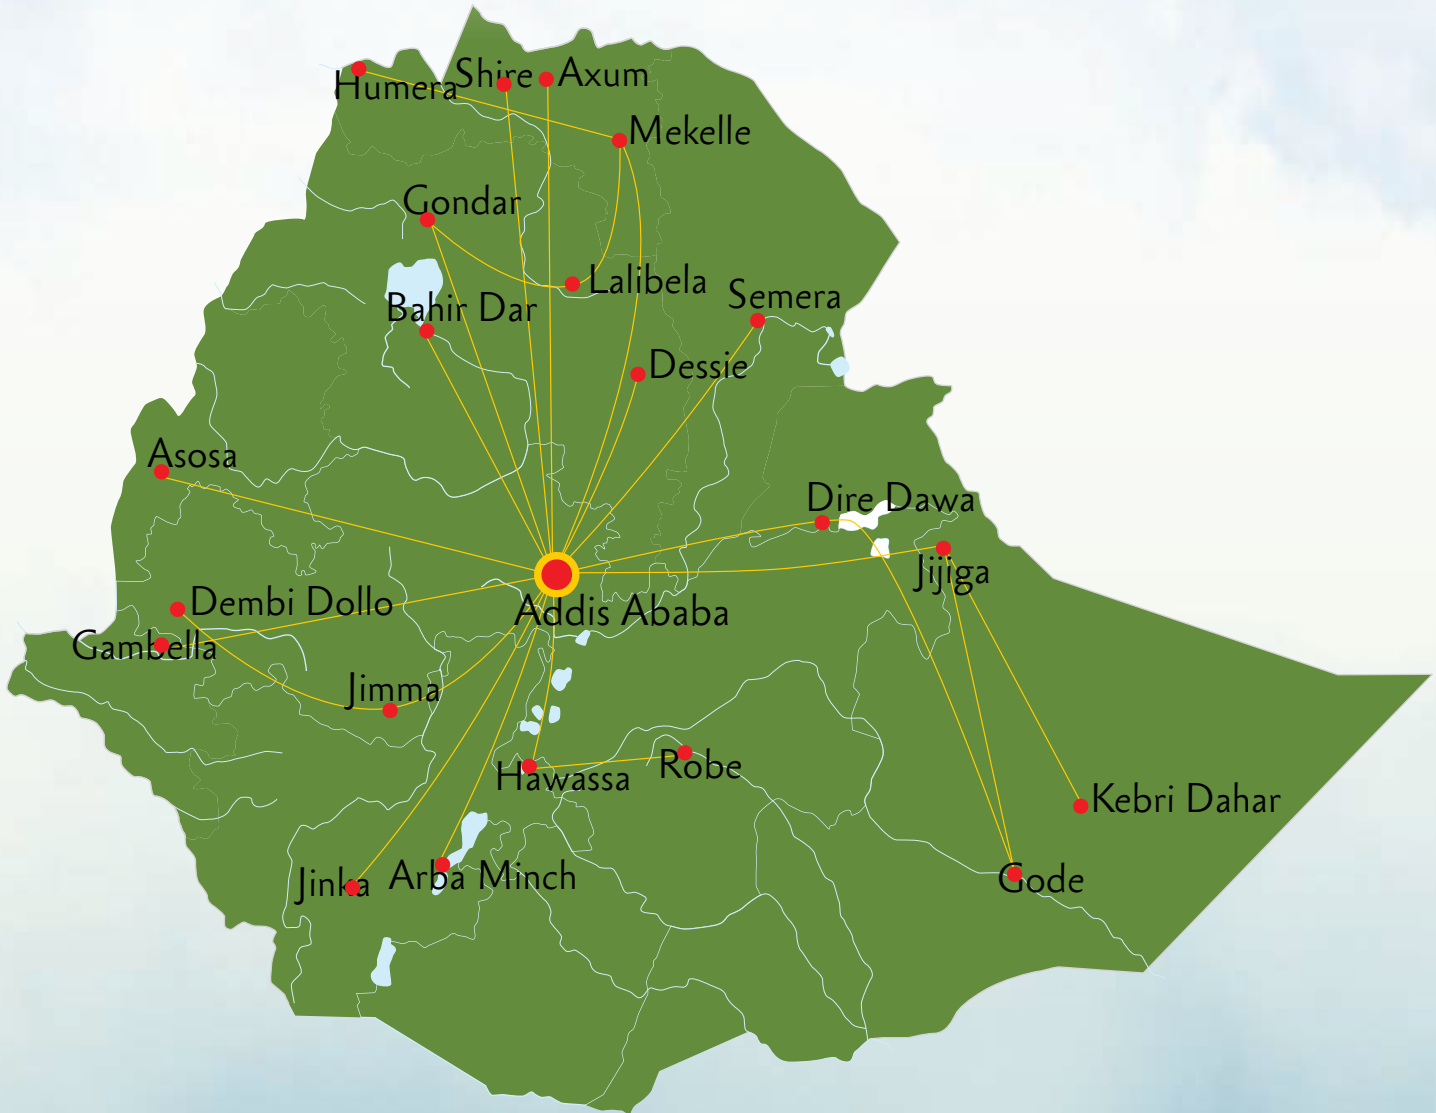 Humera
Shire
Axum
Mekelle
Gondar
Lalibela
Semera
Bahir Dar
Dessie
Asosa
Dire Dawa
Jijiga
Dembi Dollo
Addis Ababa
Gambella
Jimma
Hawassa
Robe
Kebri Dahar
Jinka
Arba Minch
Gode